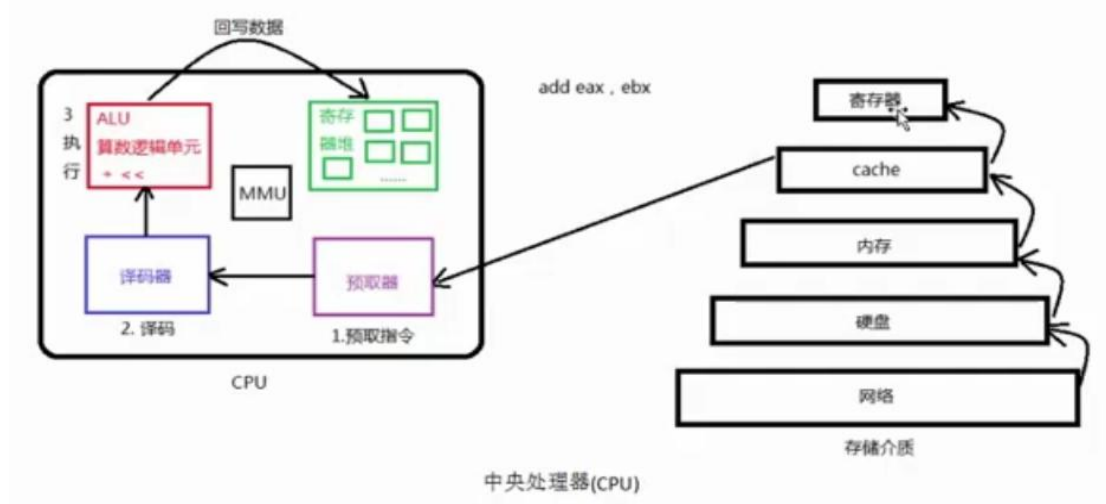 回写数据
3
执
行
ALU
算数逻辑单元
+ <<
寄存
器堆
......
MMU
译码器
预取器
2. 译码
1.预取指令
CPU
add eax , ebx
寄存器
cache
内存
硬盘
网络
存储介质
中央处理器(CPU)